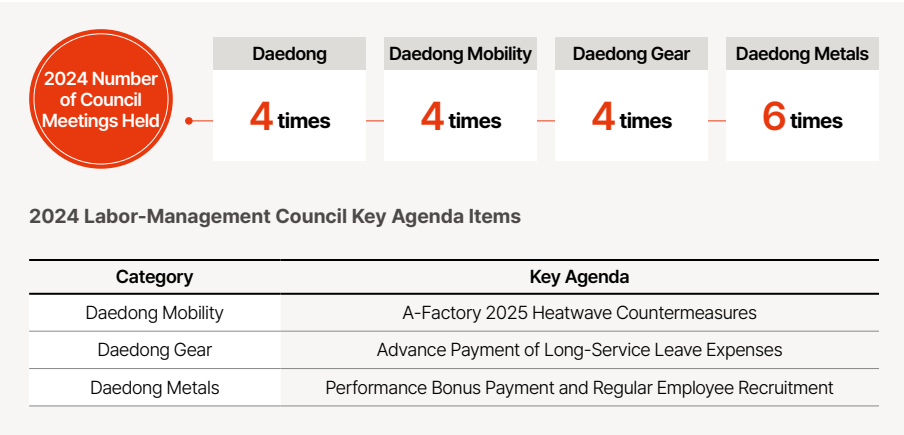 2024 Number
of Council
Meetings Held
Daedong
4 times
Daedong Mobility
4 times
Daedong Gear
4 times
Daedong Metals
6 times
2024 Labor-Management Council Key Agenda Items
Category Key Agenda
Daedong Mobility A-Factory 2025 Heatwave Countermeasures
Daedong Gear Advance Payment of Long-Service Leave Expenses
Daedong Metals Performance Bonus Payment and Regular Employee Recruitment